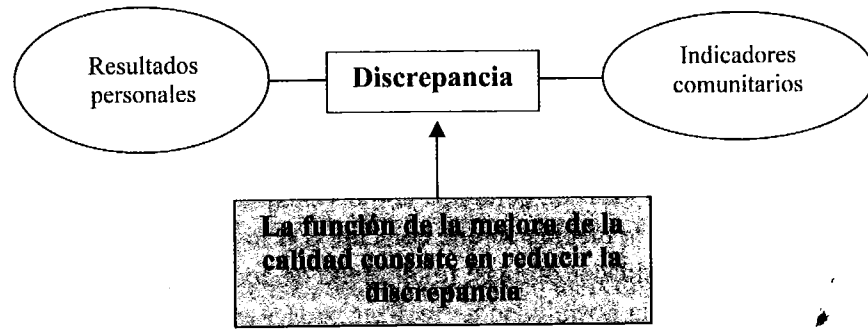 Resultados
personales
Discrepancia
Indicadores
comunitarios
La función de la mejora de la
calidad consiste en reducir la
discrepancia